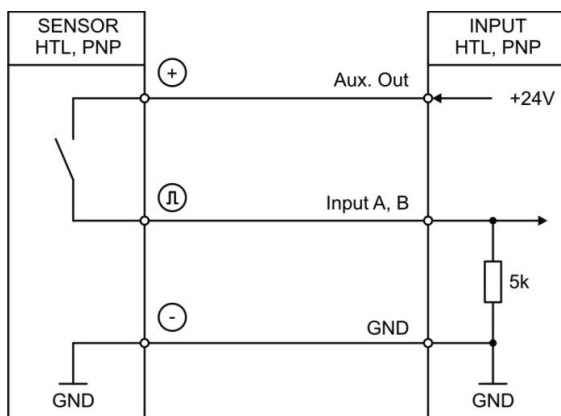 SENSOR
HTL, PNP
INPUT
HTL, PNP
+
Aux. Out
+24V
Input A, B
5k
-
GND
GND
GND